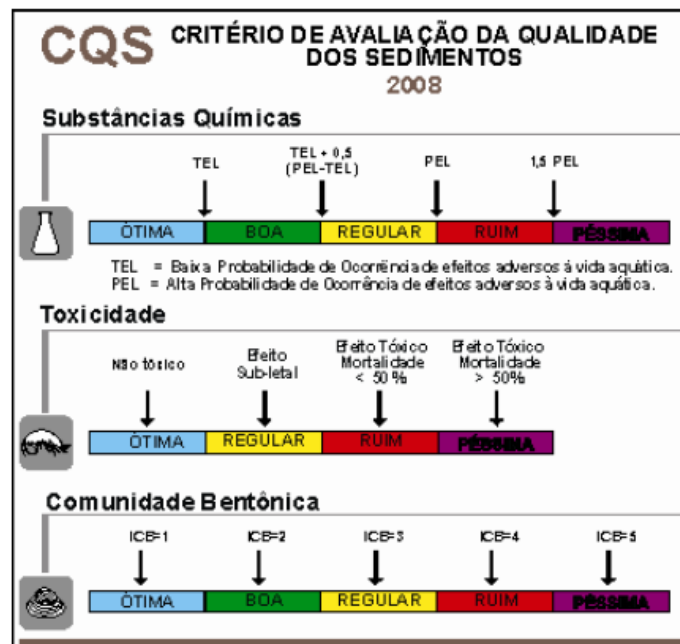 CQS CRITÉRIO DE AVALIAÇÃO DA QUALIDADE
DOS SEDIMENTOS
2008
Substâncias Químicas
TEL
TEL + 0,5
(PEL-TEL)
PEL
1,5 PEL
ÓTIMA BOA REGULAR RUIM PÉSSIMA
TEL = Baixa Probabilidade de Ocorrência de efeitos adversos à vida aquática.
PEL = Alta Probabilidade de Ocorrência de efeitos adversos à vida aquática.
Toxicidade
Não tóxico
Efeito
Sub-letal
Efeito Tóxico
Mortalidade
< 50%
Efeito Tóxico
Mortalidade
> 50%
ÓTIMA REGULAR RUIM PÉSSIMA
Comunidade Bentônica
ICB=1 ICB=2 ICB=3 ICB=4 ICB=5
ÓTIMA BOA REGULAR RUIM PÉSSIMA